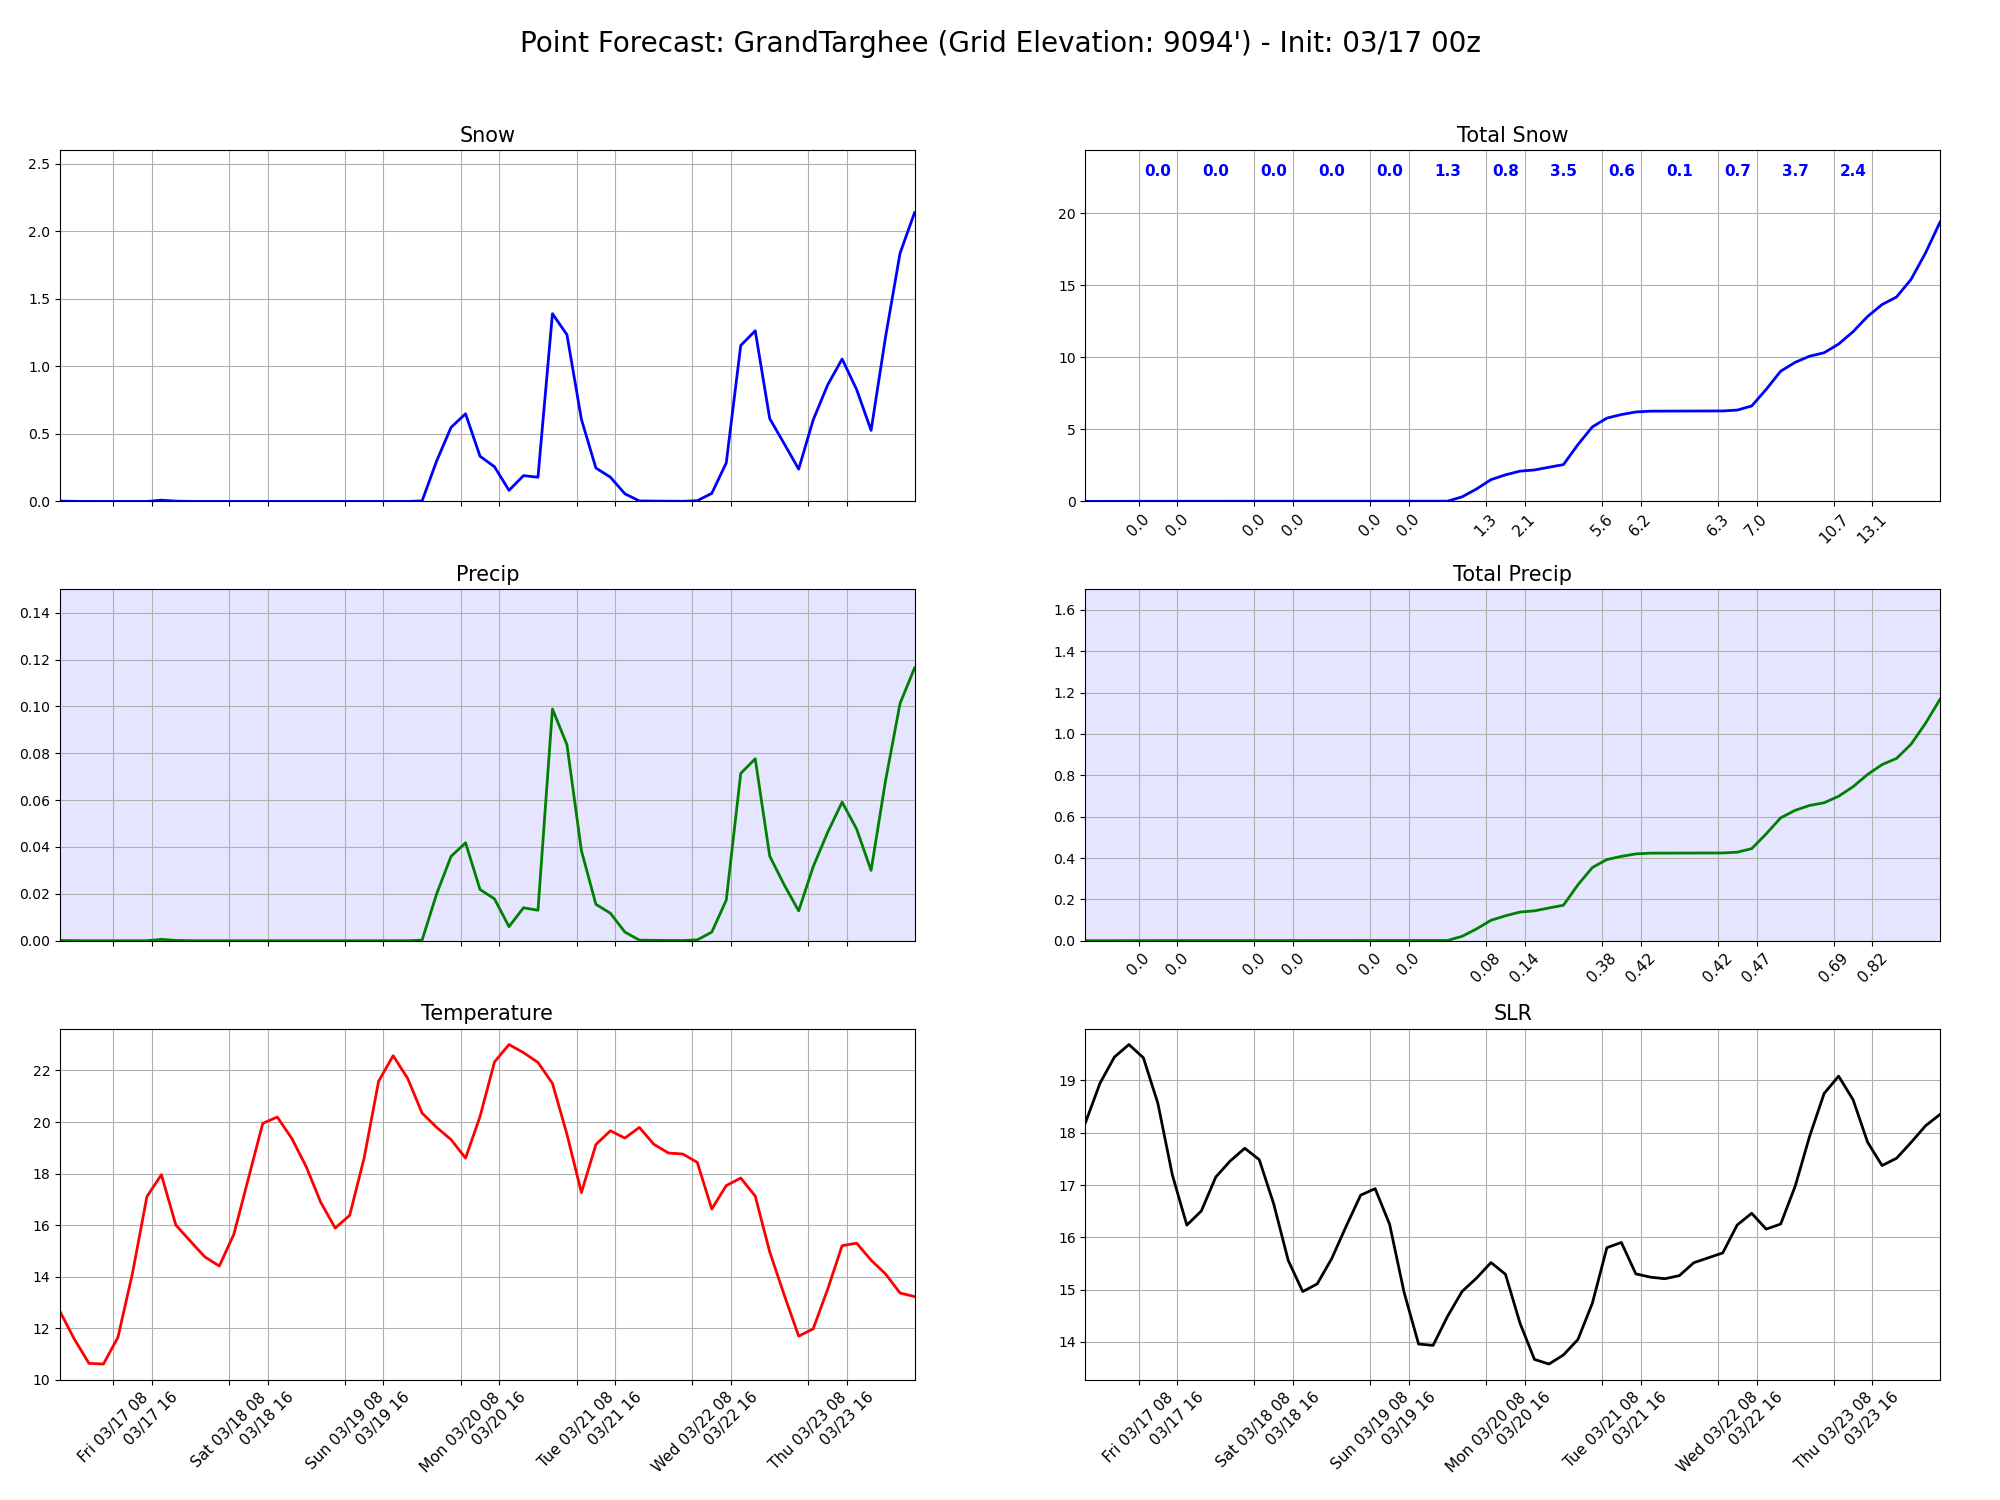 Point Forecast: GrandTarghee (Grid Elevation: 9094') - Init: 03/17 00z
Snow
2.5
2.0
1.5
1.0
0.5
0.0
Total Snow
0.0 0.0 0.0 0.0 0.0 1.3 0.8 3.5 0.6 0.1 0.7 3.7 2.4
20
15
10
5
0
0.0 0.0 0.0 0.0 0.0 0.0 1.3 2.1 5.6 6.2 6.3 7.0 10.7 13.1
Precip
0.14
0.12
0.10
0.08
0.06
0.04
0.02
0.00
Total Precip
1.6
1.4
1.2
1.0
0.8
0.6
0.4
0.2
0.0
0.0 0.0 0.0 0.0 0.0 0.0 0.08 0.14 0.38 0.42 0.42 0.47 0.69 0.82
Temperature
22
20
18
16
14
12
10
Fri 03/17 08
03/17 16
Sat 03/18 08
03/18 16
Sun 03/19 08
03/19 16
Mon 03/20 08
03/20 16
Tue 03/21 08
03/21 16
Wed 03/22 08
03/22 16
Thu 03/23 08
03/23 16
SLR
19
18
17
16
15
14
Fri 03/17 08
03/17 16
Sat 03/18 08
03/18 16
Sun 03/19 08
03/19 16
Mon 03/20 08
03/20 16
Tue 03/21 08
03/21 16
Wed 03/22 08
03/22 16
Thu 03/23 08
03/23 16